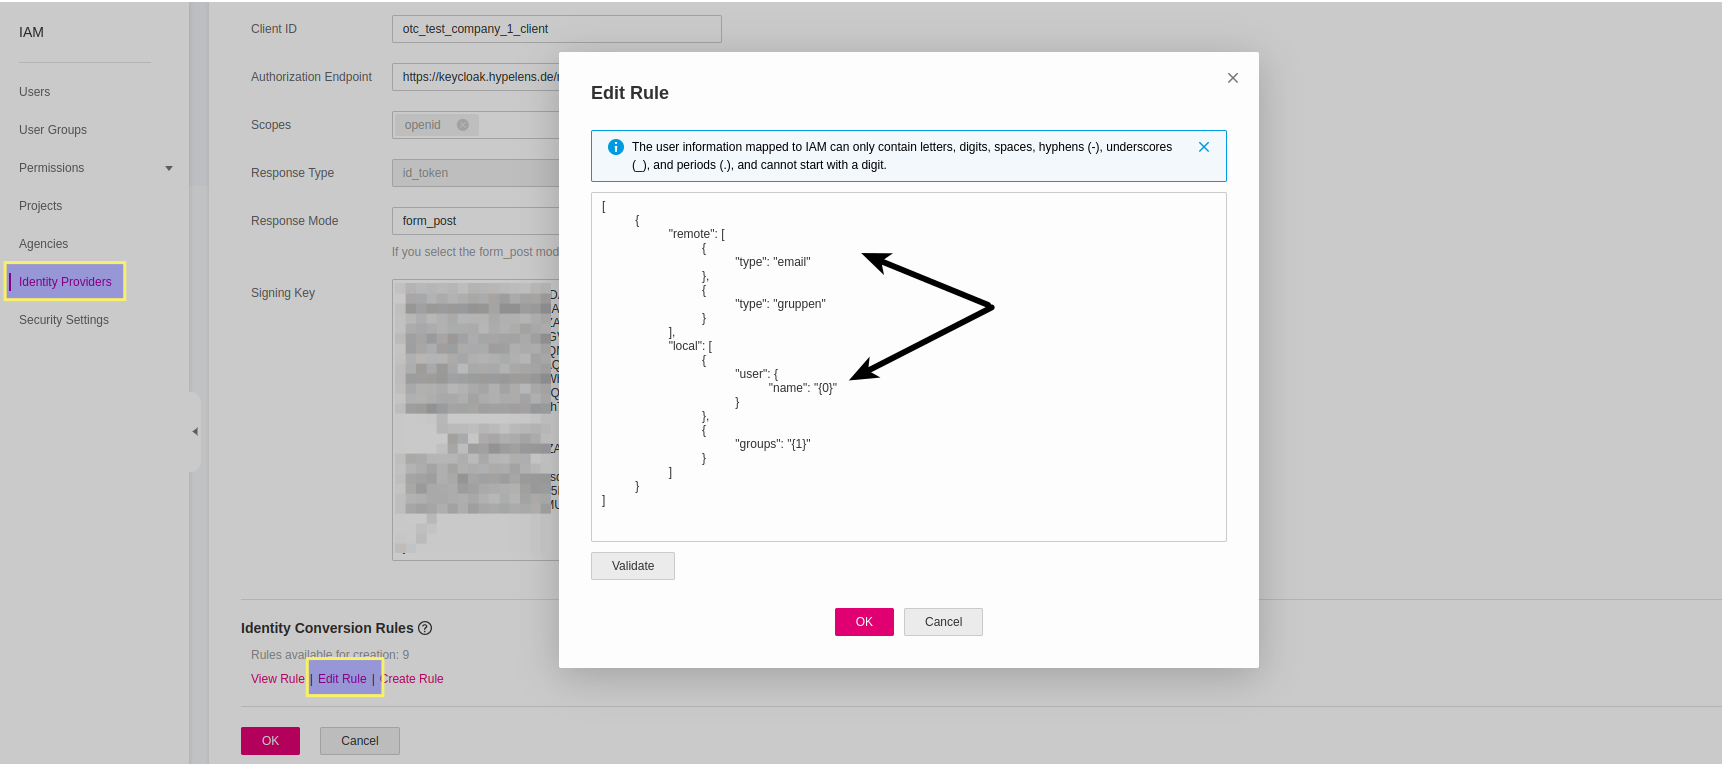 IAM
Users
User Groups
Permissions
Projects
Agencies
Identity Providers
Security Settings
Client ID
otc_test_company_1_client
Authorization Endpoint
https://keycloak.hypelens.de/r
Scopes
openid
Response Type
id_token
Response Mode
form_post
If you select the form_post mod
Signing Key
Identity Conversion Rules
Rules available for creation: 9
View Rule | Edit Rule | Create Rule
OK
Cancel
Edit Rule
The user information mapped to IAM can only contain letters, digits, spaces, hyphens (-), underscores
(_), and periods (.), and cannot start with a digit.
[
{
"remote": [
{
"type": "email"
},
{
"type": "gruppen"
}
],
"local": [
{
"user": {
"name": "{0}"
}
},
{
"groups": "{1}"
}
]
}
]
Validate
OK
Cancel